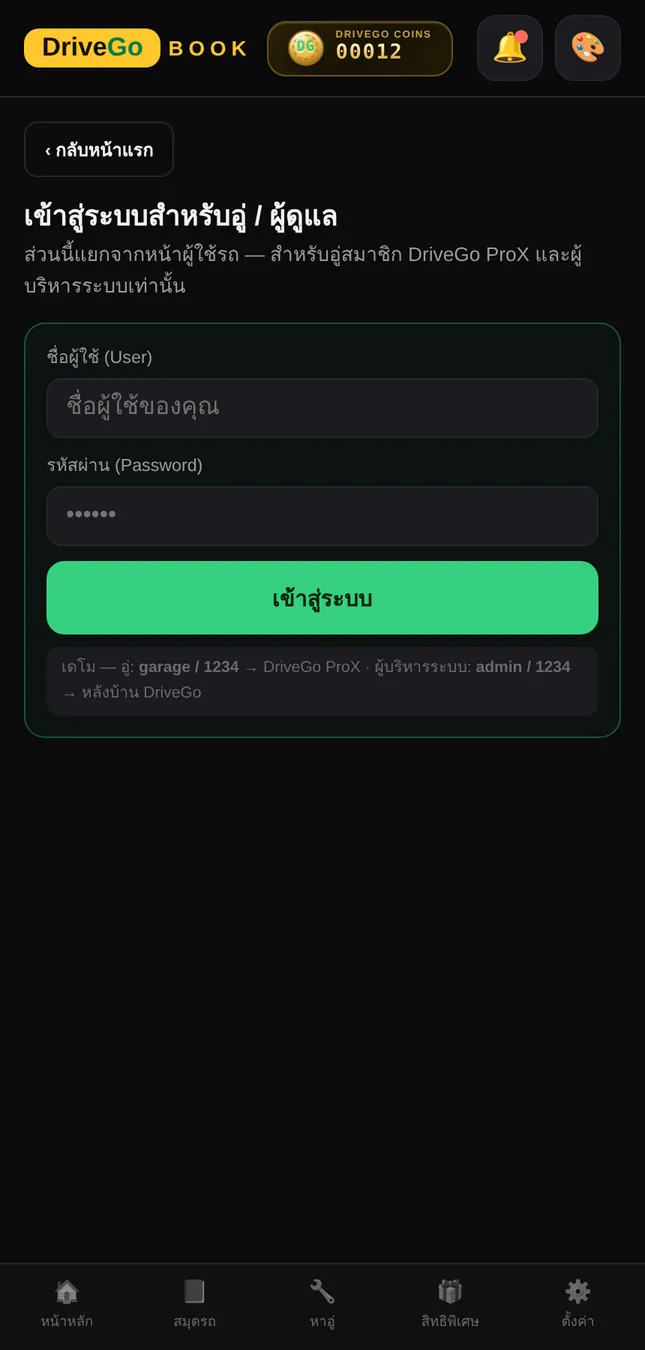 DriveGo BOOK
DG
DRIVEGO COINS
00012
‹ กลับหน้าแรก
เข้าสู่ระบบสำหรับอู่ / ผู้ดูแล
ส่วนนี้แยกจากหน้าผู้ใช้รถ — สำหรับอู่สมาชิก DriveGo ProX และผู้
บริหารระบบเท่านั้น
ชื่อผู้ใช้ (User)
ชื่อผู้ใช้ของคุณ
รหัสผ่าน (Password)
••••••
เข้าสู่ระบบ
เดโม — อู่: garage / 1234 → DriveGo ProX · ผู้บริหารระบบ: admin / 1234
→ หลังบ้าน DriveGo
หน้าหลัก
สมุดรถ
หาอู่
สิทธิพิเศษ
ตั้งค่า